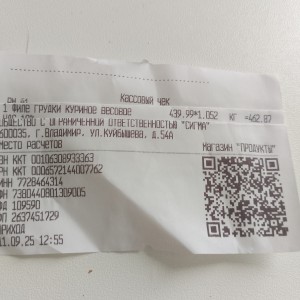 Кассовый чек
1 ФИЛЕ ГРУДКИ КУРИНОЕ ВЕСОВОЕ 439.99*1.052 КГ =462.87
ОБЩЕСТВО С ОГРАНИЧЕННОЙ ОТВЕТСТВЕННОСТЬЮ "СИГМА"
600035, г.Владимир, ул.Куйбышева, д.54А
Место расчетов Магазин "ПРОДУКТЫ"
ЗН ККТ 00106308933363
РН ККТ 0006572144007762
ИНН 7728464314
ФН 7380440801309005
ФД 109590
ФП 2637451729
ПРИХОД
11.09.25 12:55